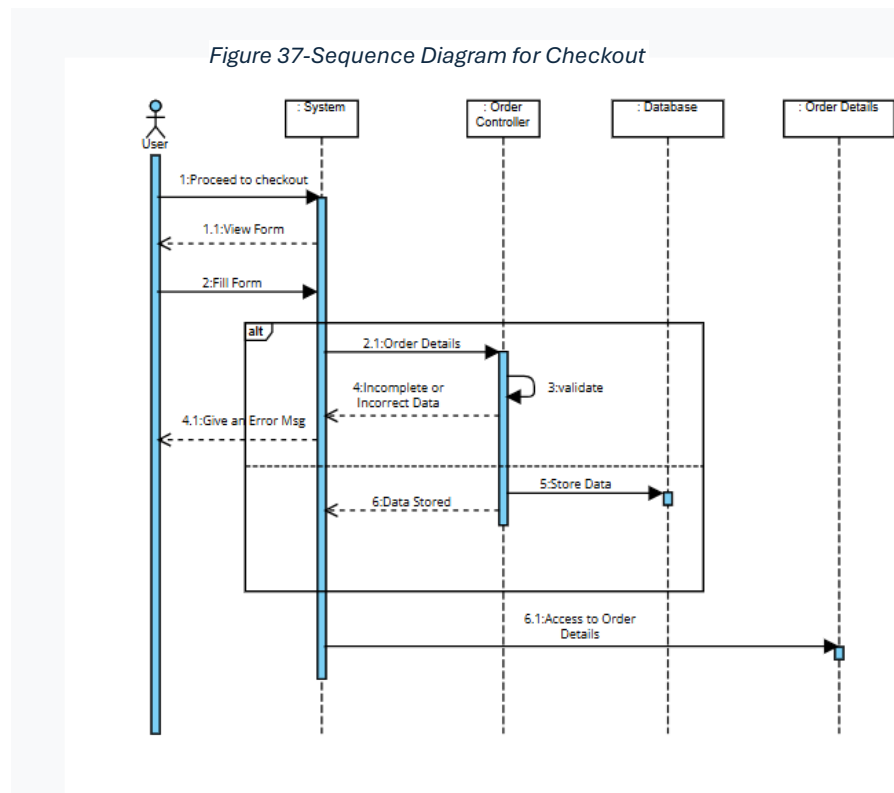 Figure 37-Sequence Diagram for Checkout
: System
: Order
Controller
: Database
: Order Details
User
1:Proceed to checkout
1.1:View Form
2:Fill Form
alt
2.1:Order Details
3:validate
4:Incomplete or
Incorrect Data
4.1:Give an Error Msg
5:Store Data
6:Data Stored
6.1:Access to Order
Details